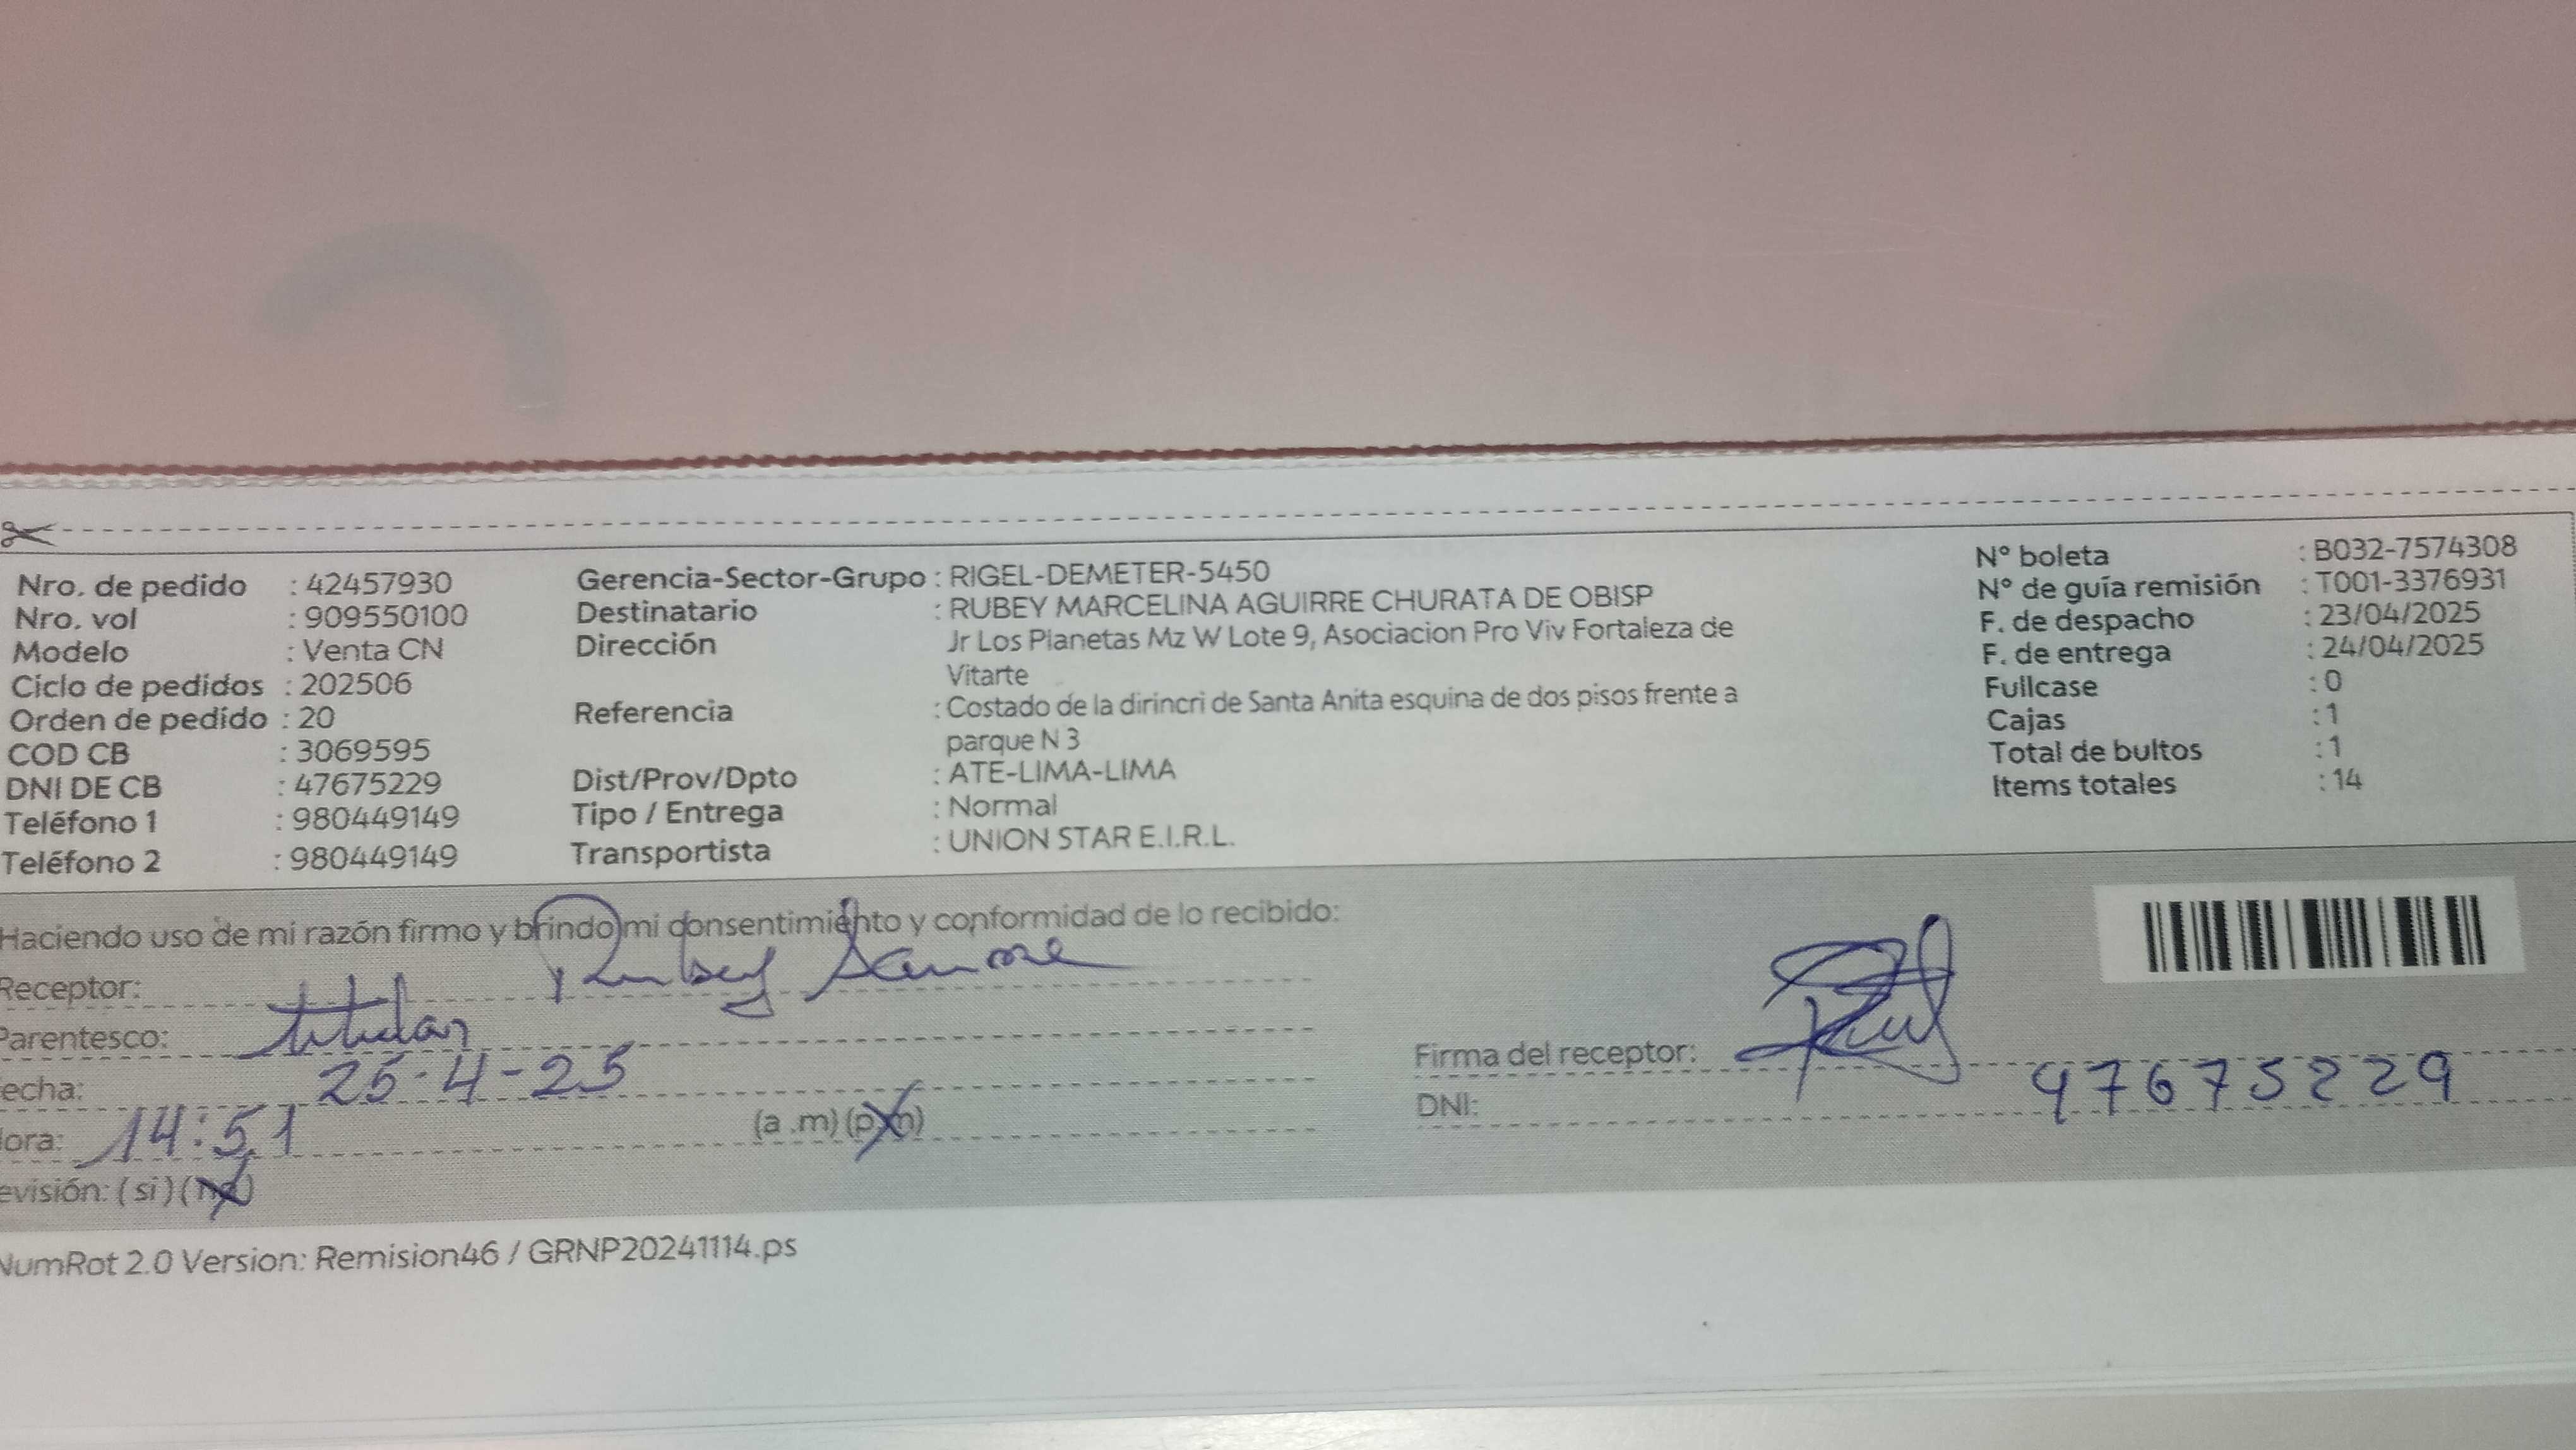 Nro. de pedido : 42457930
Nro. vol : 909550100
Modelo : Venta CN
Ciclo de pedidos : 202506
Orden de pedido : 20
COD CB : 3069595
DNI DE CB : 47675229
Teléfono 1 : 980449149
Teléfono 2 : 980449149
Gerencia-Sector-Grupo : RIGEL-DEMETER-5450
Destinatario : RUBEY MARCELINA AGUIRRE CHURATA DE OBISP
Dirección Jr Los Planetas Mz W Lote 9, Asociacion Pro Viv Fortaleza de
Vitarte
Referencia : Costado de la dirincri de Santa Anita esquina de dos pisos frente a
parque N 3
Dist/Prov/Dpto : ATE-LIMA-LIMA
Tipo / Entrega : Normal
Transportista : UNION STAR E.I.R.L.
N° boleta : B032-7574308
N° de guía remisión : T001-3376931
F. de despacho : 23/04/2025
F. de entrega : 24/04/2025
Fullcase : 0
Cajas : 1
Total de bultos : 1
Items totales : 14
Haciendo uso de mi razón firmo y brindo mi consentimiento y conformidad de lo recibido:
Receptor: Rubey
Parentesco: titular
echa: 25-4-25
ora: 14:51 (a .m) (p.m)
evisión: (si) (no)
Firma del receptor:
DNI: 47675229
NumRot 2.0 Version: Remision46 / GRNP20241114.ps